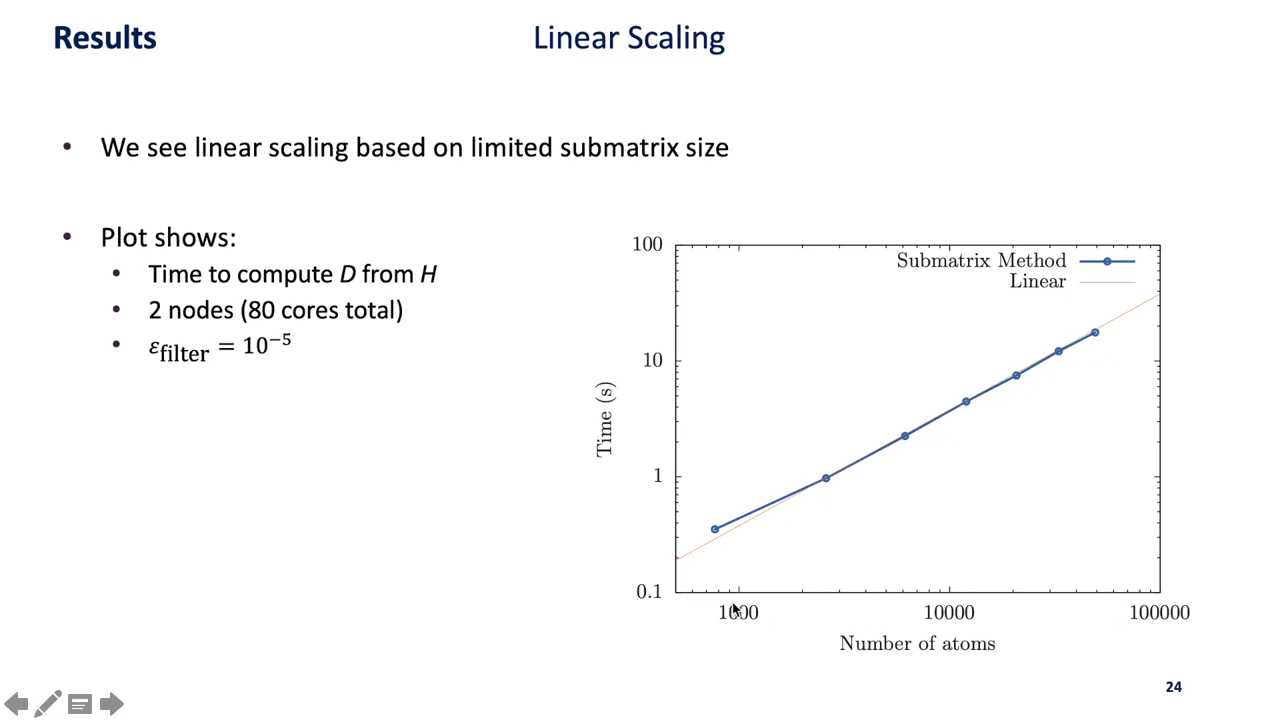 Results
Linear Scaling
• We see linear scaling based on limited submatrix size
• Plot shows:
• Time to compute D from H
• 2 nodes (80 cores total)
• εfilter = 10⁻⁵
100
10
1
0.1
Time (s)
Submatrix Method
Linear
1000
10000
100000
Number of atoms
24